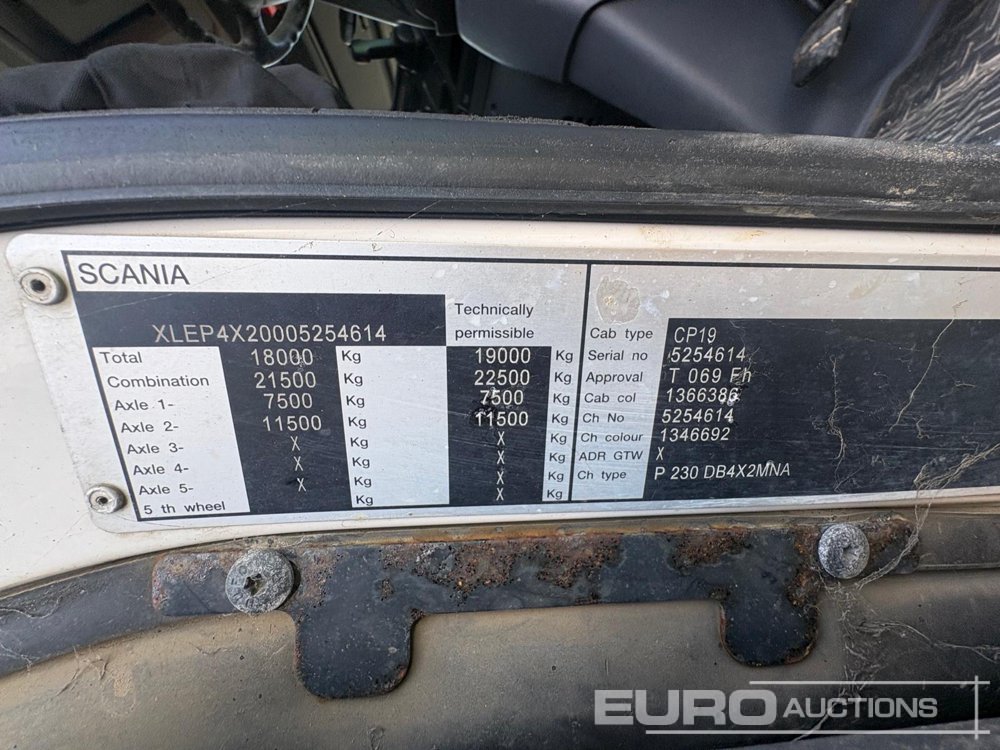 SCANIA
XLEP4X20005254614
Technically
permissible
Total 18000 Kg 19000 Kg
Combination 21500 Kg 22500 Kg
Axle 1- 7500 Kg 7500 Kg
Axle 2- 11500 Kg 11500 Kg
Axle 3- X Kg X Kg
Axle 4- X Kg X Kg
Axle 5- X Kg X Kg
5 th wheel Kg X Kg
Cab type CP19
Serial no 5254614
Approval T 069 Fh
Cab col 1366386
Ch No 5254614
Ch colour 1346692
ADR GTW X
Ch type P 230 DB4X2MNA
EURO AUCTIONS